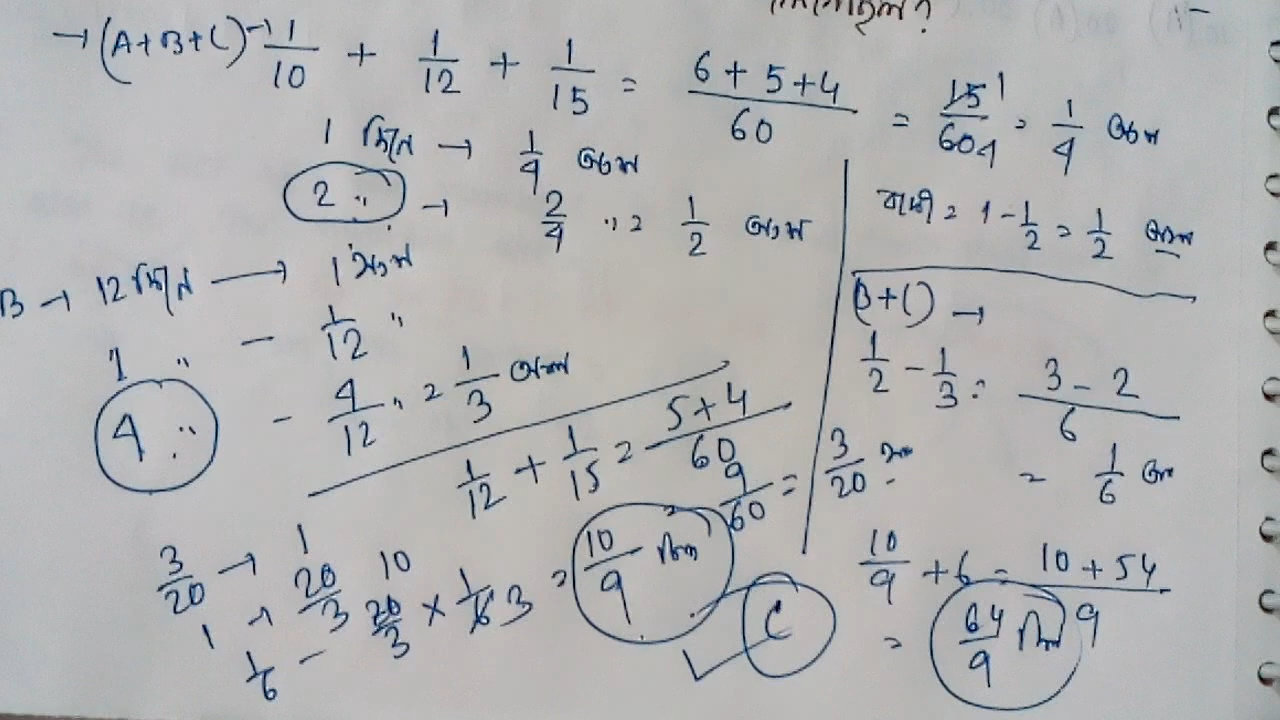 → (A+B+C) → 1/10 + 1/12 + 1/15 = 6+5+4/60 = 15/60 = 1/4 অংশ
1 দিনে → 1/4 অংশ
2 ,, → 2/4 ,, = 1/2 অংশ
বাকী = 1 - 1/2 = 1/2 অংশ
B → 12 দিনে → 1 অংশ
1 ,, - 1/12 ,,
4 ,, - 4/12 ,, = 1/3 অংশ
(B+C) →
1/2 - 1/3 = 3-2/6
= 1/6 অংশ
1/12 + 1/15 = 5+4/60
= 9/60 = 3/20 অংশ
3/20 → 1
1 → 20/3
1/6 - 20/3 × 1/6 = 10/9 দিন
10 3
C
10/9 + 6 = 10+54/9
= 64/9 দিন